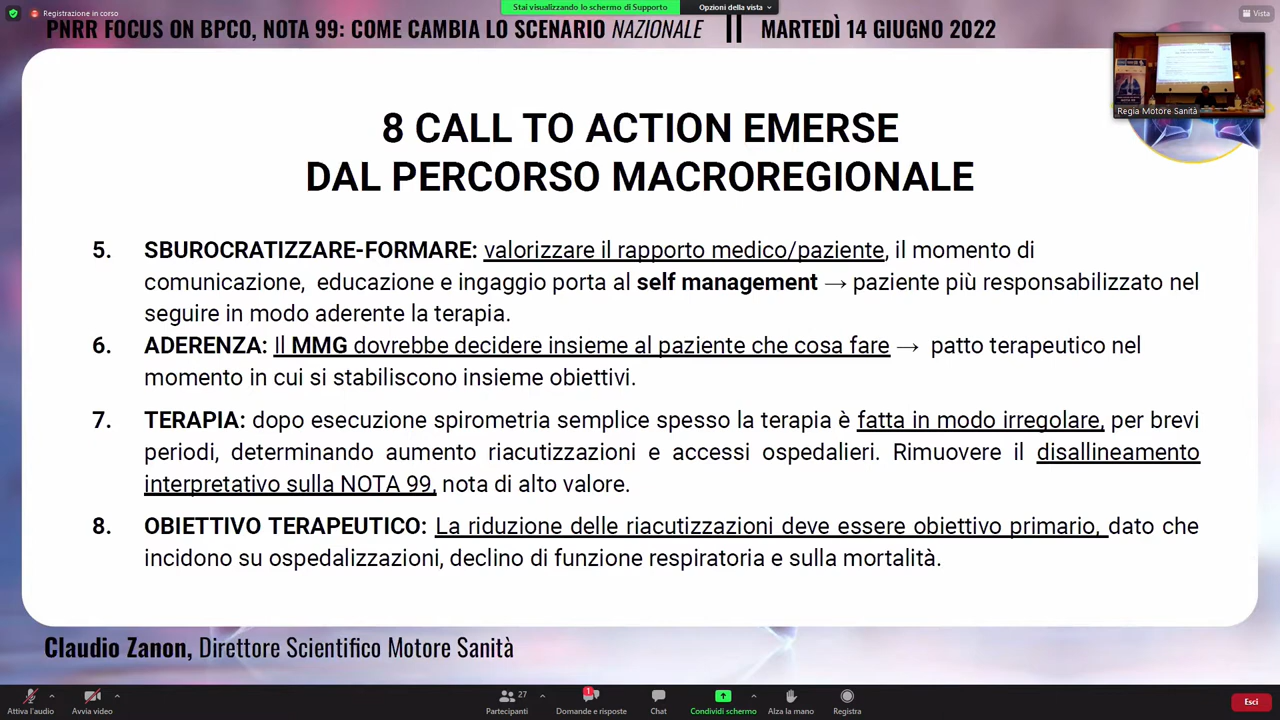 Registrazione in corso
Stai visualizzando lo schermo di Supporto
Opzioni della vista
Vista
PNRR FOCUS ON BPCO, NOTA 99: COME CAMBIA LO SCENARIO NAZIONALE || MARTEDÌ 14 GIUGNO 2022
Regia Motore Sanità
8 CALL TO ACTION EMERSE
DAL PERCORSO MACROREGIONALE
5. SBUROCRATIZZARE-FORMARE: valorizzare il rapporto medico/paziente, il momento di
comunicazione, educazione e ingaggio porta al self management → paziente più responsabilizzato nel
seguire in modo aderente la terapia.
6. ADERENZA: Il MMG dovrebbe decidere insieme al paziente che cosa fare → patto terapeutico nel
momento in cui si stabiliscono insieme obiettivi.
7. TERAPIA: dopo esecuzione spirometria semplice spesso la terapia è fatta in modo irregolare, per brevi
periodi, determinando aumento riacutizzazioni e accessi ospedalieri. Rimuovere il disallineamento
interpretativo sulla NOTA 99, nota di alto valore.
8. OBIETTIVO TERAPEUTICO: La riduzione delle riacutizzazioni deve essere obiettivo primario, dato che
incidono su ospedalizzazioni, declino di funzione respiratoria e sulla mortalità.
Claudio Zanon, Direttore Scientifico Motore Sanità
Attiva l'audio
Avvia video
27
Partecipanti
1
Domande e risposte
Chat
Condividi schermo
Alza la mano
Registra
Esci